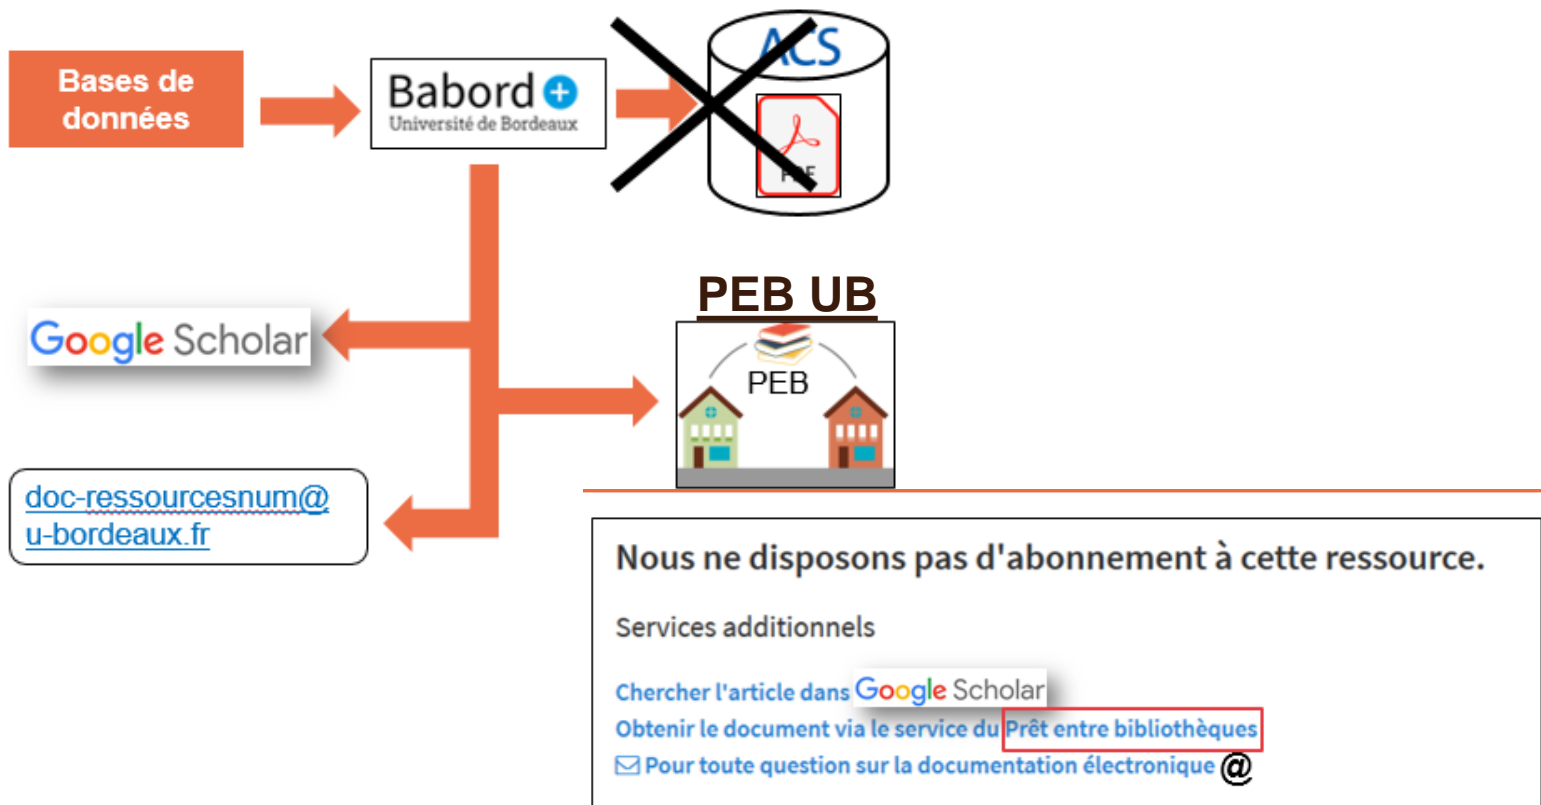 Bases de
données
Babord +
Université de Bordeaux
ACS
PDF
PEB UB
PEB
Google Scholar
doc-ressourcesnum@
u-bordeaux.fr
Nous ne disposons pas d'abonnement à cette ressource.
Services additionnels
Chercher l'article dans Google Scholar
Obtenir le document via le service du Prêt entre bibliothèques
Pour toute question sur la documentation électronique @